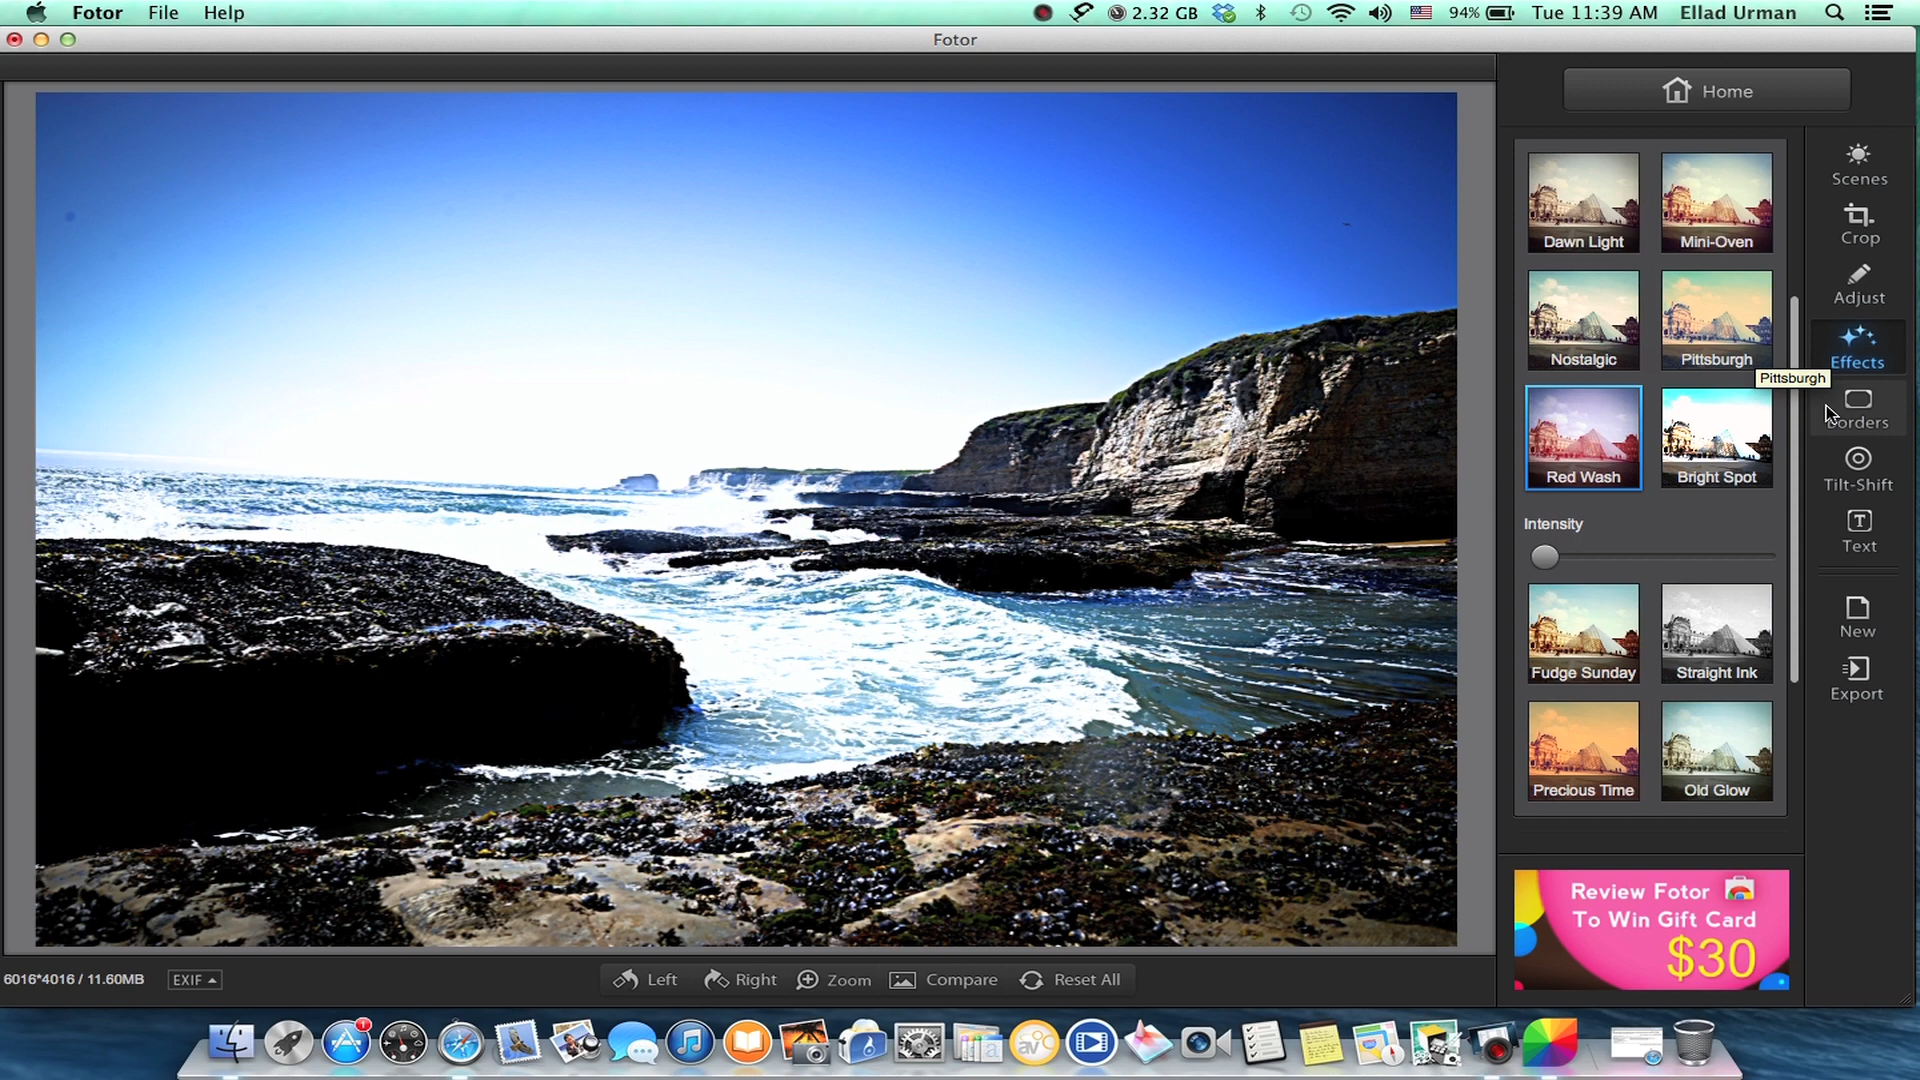 Fotor File Help 2.32 GB 94% Tue 11:39 AM Ellad Urman
Fotor
Home
Dawn Light Mini-Oven
Nostalgic Pittsburgh
Pittsburgh
Red Wash Bright Spot
Intensity
Fudge Sunday Straight Ink
Precious Time Old Glow
Scenes
Crop
Adjust
Effects
Borders
Tilt-Shift
Text
New
Export
Review Fotor
To Win Gift Card
$30
6016*4016 / 11.60MB EXIF Left Right Zoom Compare Reset All